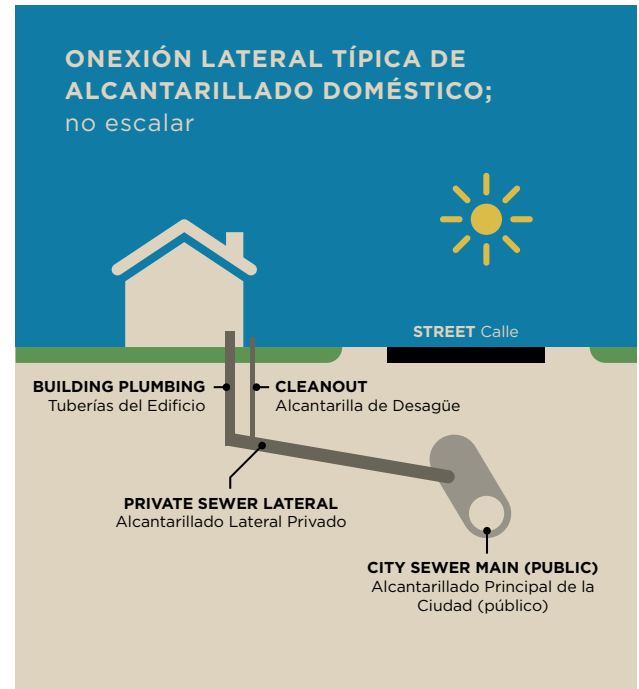 ONEXIÓN LATERAL TÍPICA DE
ALCANTARILLADO DOMÉSTICO;
no escalar
STREET Calle
BUILDING PLUMBING
Tuberías del Edificio
CLEANOUT
Alcantarilla de Desagüe
PRIVATE SEWER LATERAL
Alcantarillado Lateral Privado
CITY SEWER MAIN (PUBLIC)
Alcantarillado Principal de la
Ciudad (público)